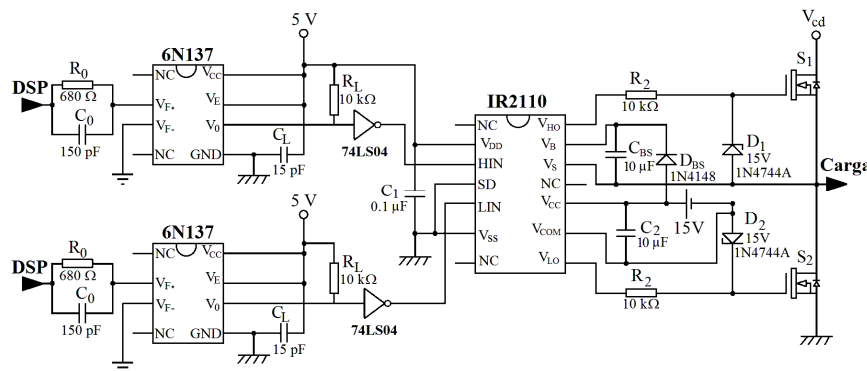 5 V
6N137
DSP
R0
680 Ω
C0
150 pF
NC
VF+
VF-
NC
VCC
VE
V0
GND
RL
10 kΩ
CL
15 pF
74LS04
C1
0.1 µF
5 V
6N137
DSP
R0
680 Ω
C0
150 pF
NC
VF+
VF-
NC
VCC
VE
V0
GND
RL
10 kΩ
CL
15 pF
74LS04
IR2110
NC
VDD
HIN
SD
LIN
VSS
NC
VHO
VB
VS
NC
VCC
VCOM
VLO
R2
10 kΩ
CBS
10 µF
DBS
1N4148
D1
15V
1N4744A
C2
10 µF
15V
D2
15V
1N4744A
R2
10 kΩ
Vcd
S1
Carga
S2